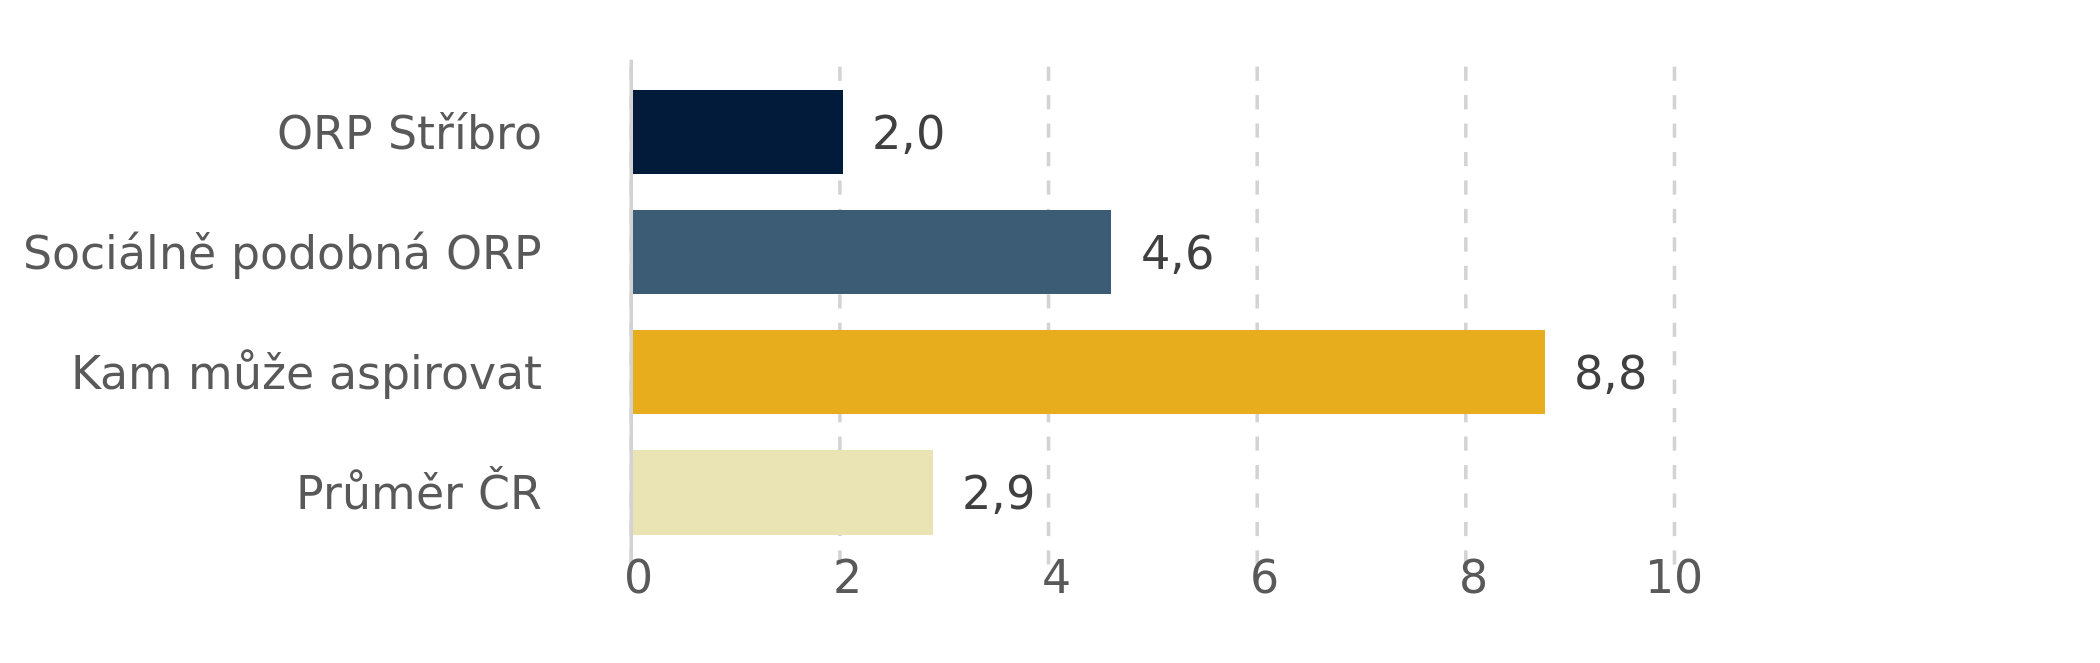 ORP Stříbro 2,0
Sociálně podobná ORP 4,6
Kam může aspirovat 8,8
Průměr ČR 2,9
0 2 4 6 8 10